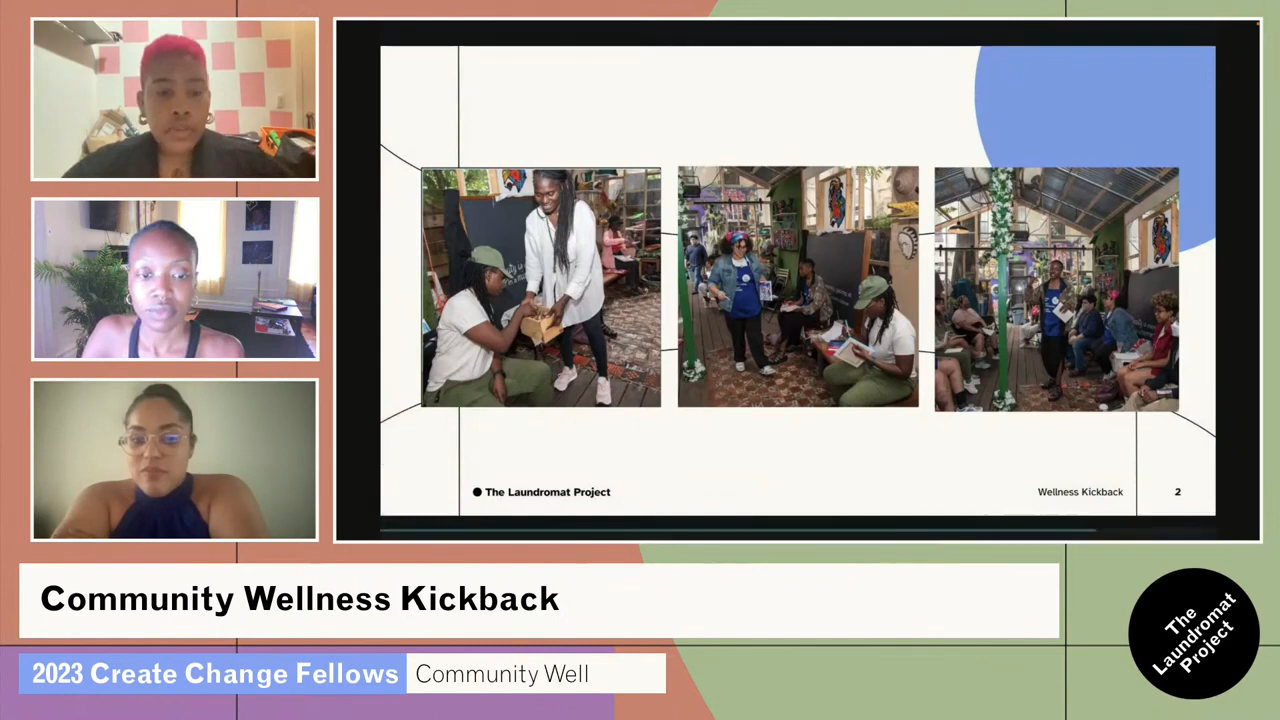 The Laundromat Project
Wellness Kickback
2
Community Wellness Kickback
2023 Create Change Fellows
Community Well
The
Laundromat
Project